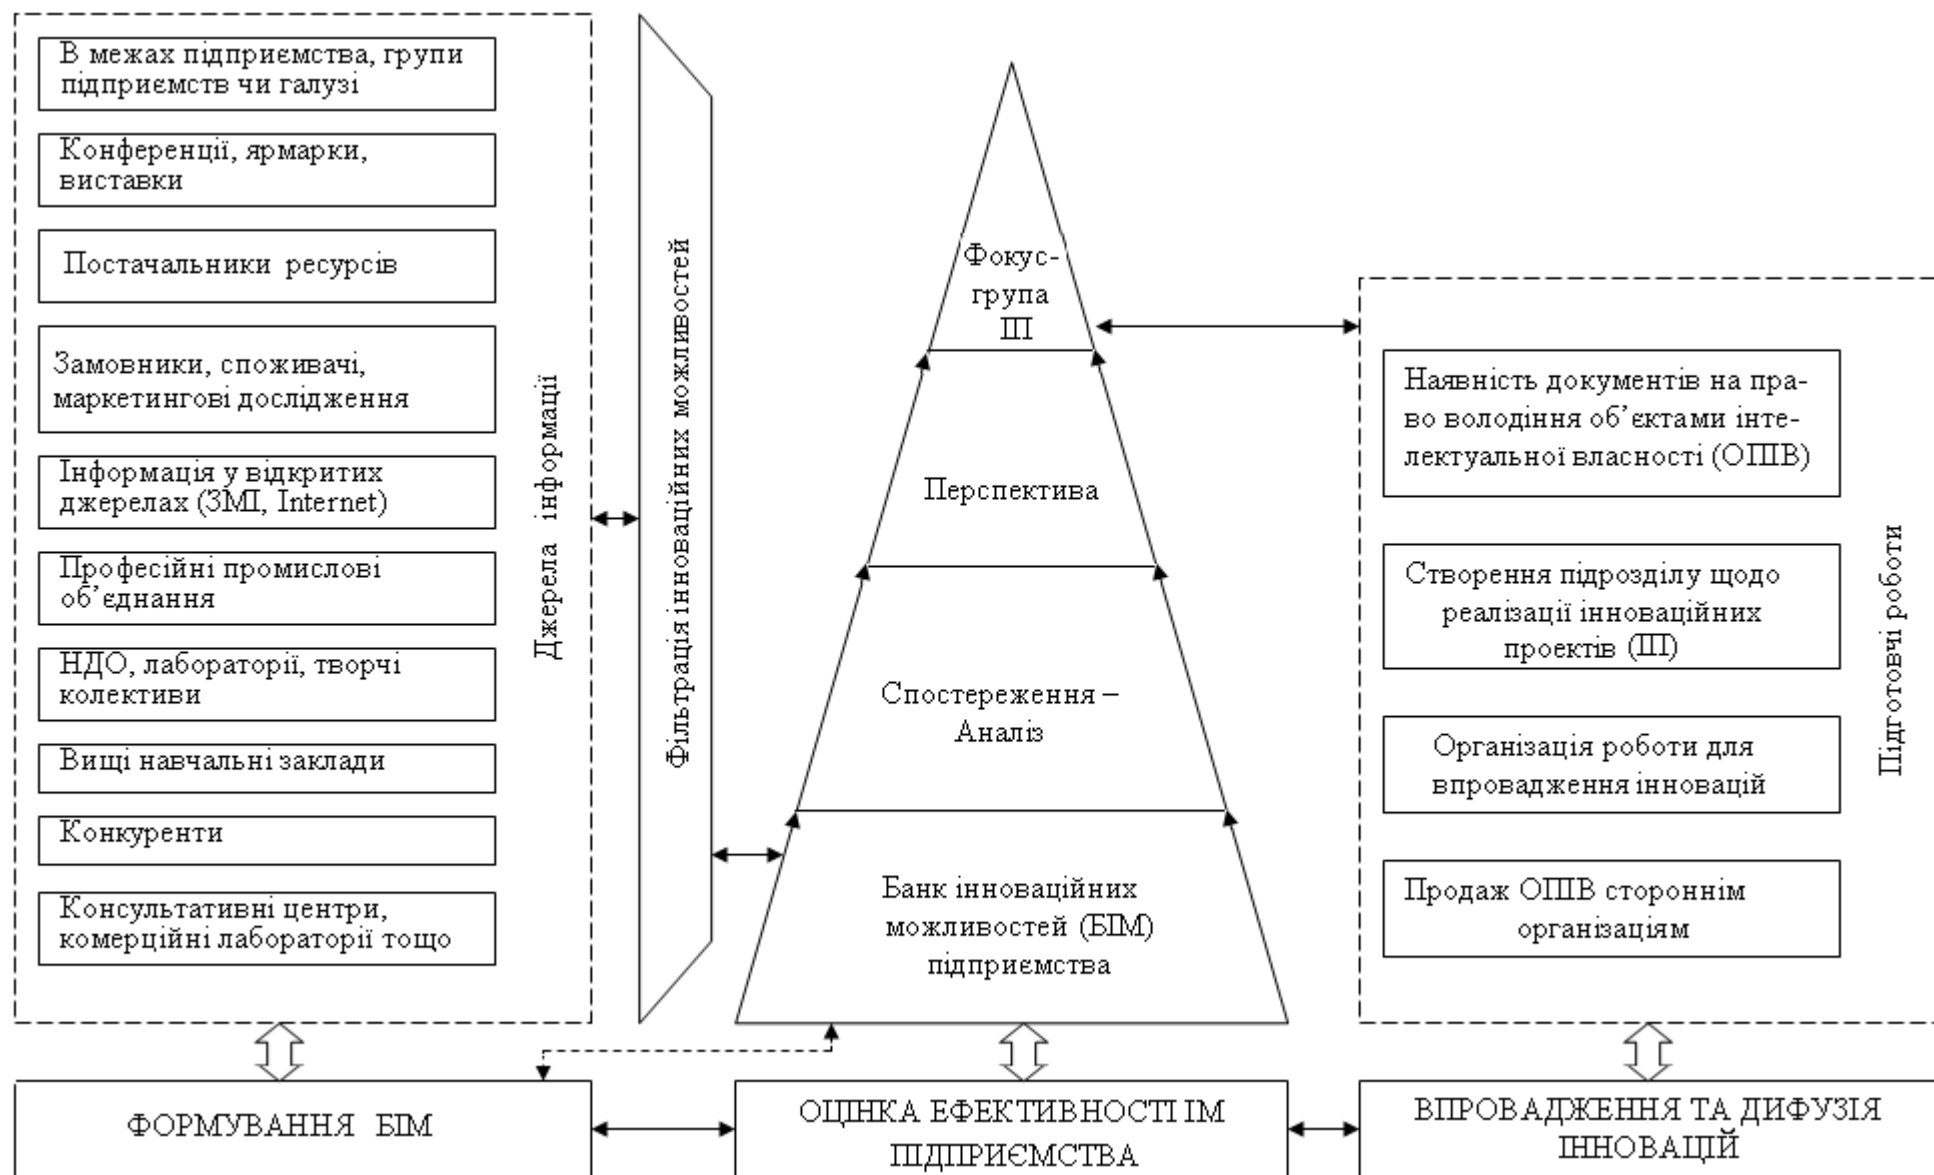 В межах підприємства, групи
підприємств чи галузі
Конференції, ярмарки,
виставки
Постачальники ресурсів
Замовники, споживачі,
маркетингові дослідження
Інформація у відкритих
джерелах (ЗМІ, Internet)
Професійні промислові
об’єднання
НДО, лабораторії, творчі
колективи
Вищі навчальні заклади
Конкуренти
Консультативні центри,
комерційні лабораторії тощо
Джерела інформації
Фільтрація інноваційних можливостей
Фокус-
група
ІП
Перспектива
Спостереження –
Аналіз
Банк інноваційних
можливостей (БІМ)
підприємства
Наявність документів на пра-
во володіння об’єктами інте-
лектуальної власності (ОПІВ)
Створення підрозділу щодо
реалізації інноваційних
проектів (ІП)
Організація роботи для
впровадження інновацій
Продаж ОПІВ стороннім
організаціям
Підготовчі роботи
ФОРМУВАННЯ БІМ
ОЦІНКА ЕФЕКТИВНОСТІ ІМ
ПІДПРИЄМСТВА
ВПРОВАДЖЕННЯ ТА ДИФУЗІЯ
ІННОВАЦІЙ